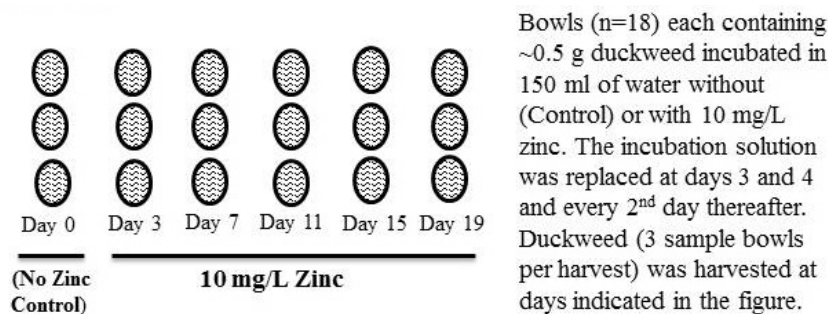 Bowls (n=18) each containing
~0.5 g duckweed incubated in
150 ml of water without
(Control) or with 10 mg/L
zinc. The incubation solution
was replaced at days 3 and 4
and every 2nd day thereafter.
Duckweed (3 sample bowls
per harvest) was harvested at
days indicated in the figure.
Day 0 Day 3 Day 7 Day 11 Day 15 Day 19
(No Zinc
Control)
10 mg/L Zinc